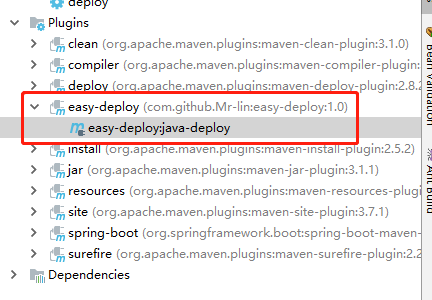 deploy
Plugins
clean (org.apache.maven.plugins:maven-clean-plugin:3.1.0)
compiler (org.apache.maven.plugins:maven-compiler-plugin
deploy (org.apache.maven.plugins:maven-deploy-plugin:2.8.2
easy-deploy (com.github.Mr-lin:easy-deploy:1.0)
easy-deploy:java-deploy
install (org.apache.maven.plugins:maven-install-plugin:2.5.2)
jar (org.apache.maven.plugins:maven-jar-plugin:3.1.1)
resources (org.apache.maven.plugins:maven-resources-plugin
site (org.apache.maven.plugins:maven-site-plugin:3.7.1)
spring-boot (org.springframework.boot:spring-boot-maven
surefire (org.apache.maven.plugins:maven-surefire-plugin:2.2
Dependencies
Bean Validation
Ant Build